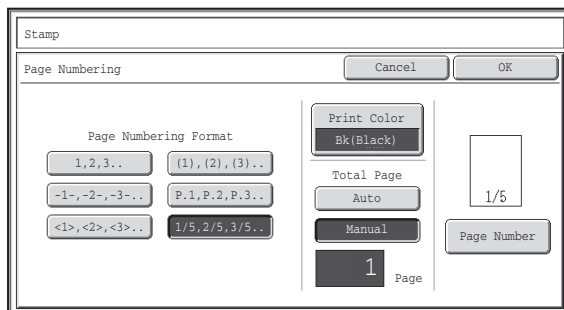 Stamp
Page Numbering
Cancel
OK
Page Numbering Format
1,2,3..
(1),(2),(3)..
-1-,-2-,-3-..
P.1,P.2,P.3..
<1>,<2>,<3>..
1/5,2/5,3/5..
Print Color
Bk(Black)
Total Page
Auto
Manual
1 Page
1/5
Page Number